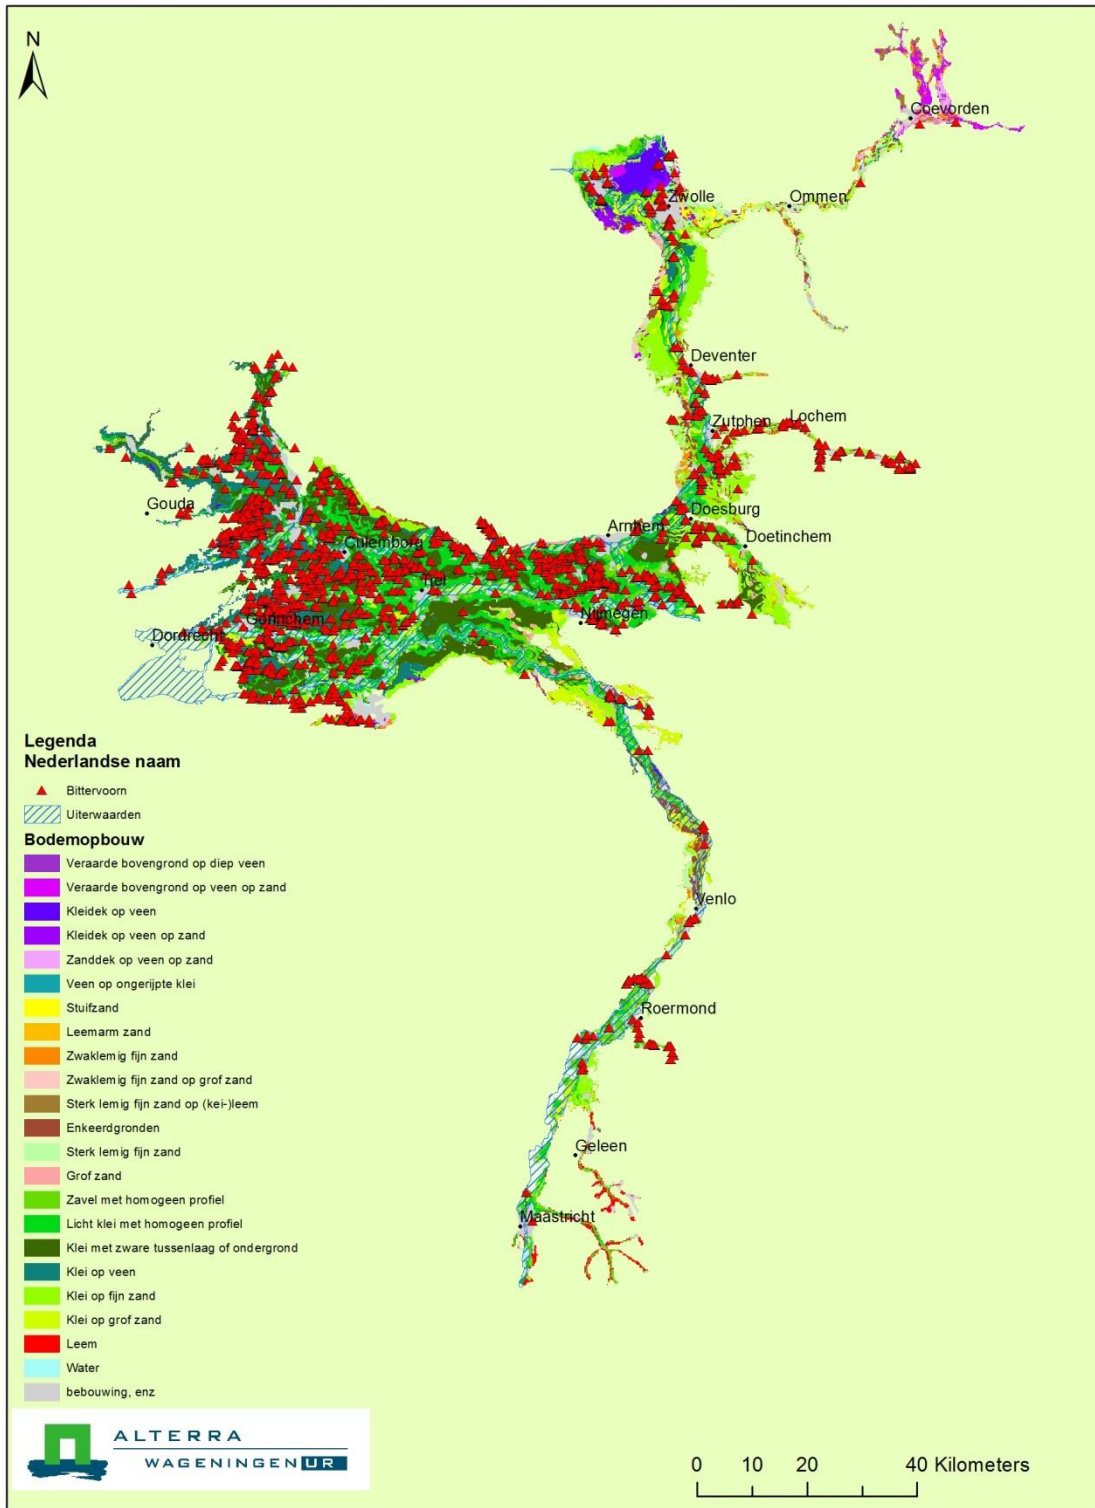 N
Coevorden
Zwolle
Ommen
Deventer
Zutphen
Lochem
Gouda
Doesburg
Arnhem
Doetinchem
Culemborg
Tiel
Gorinchem
Nijmegen
Dordrecht
Venlo
Roermond
Geleen
Maastricht
Legenda
Nederlandse naam
Bittervoorn
Uiterwaarden
Bodemopbouw
Veraarde bovengrond op diep veen
Veraarde bovengrond op veen op zand
Kleidek op veen
Kleidek op veen op zand
Zanddek op veen op zand
Veen op ongerijpte klei
Stuifzand
Leemarm zand
Zwaklemig fijn zand
Zwaklemig fijn zand op grof zand
Sterk lemig fijn zand op (kei-)leem
Enkeerdgronden
Sterk lemig fijn zand
Grof zand
Zavel met homogeen profiel
Licht klei met homogeen profiel
Klei met zware tussenlaag of ondergrond
Klei op veen
Klei op fijn zand
Klei op grof zand
Leem
Water
bebouwing, enz
ALTERRA
WAGENINGEN UR
0 10 20 40 Kilometers